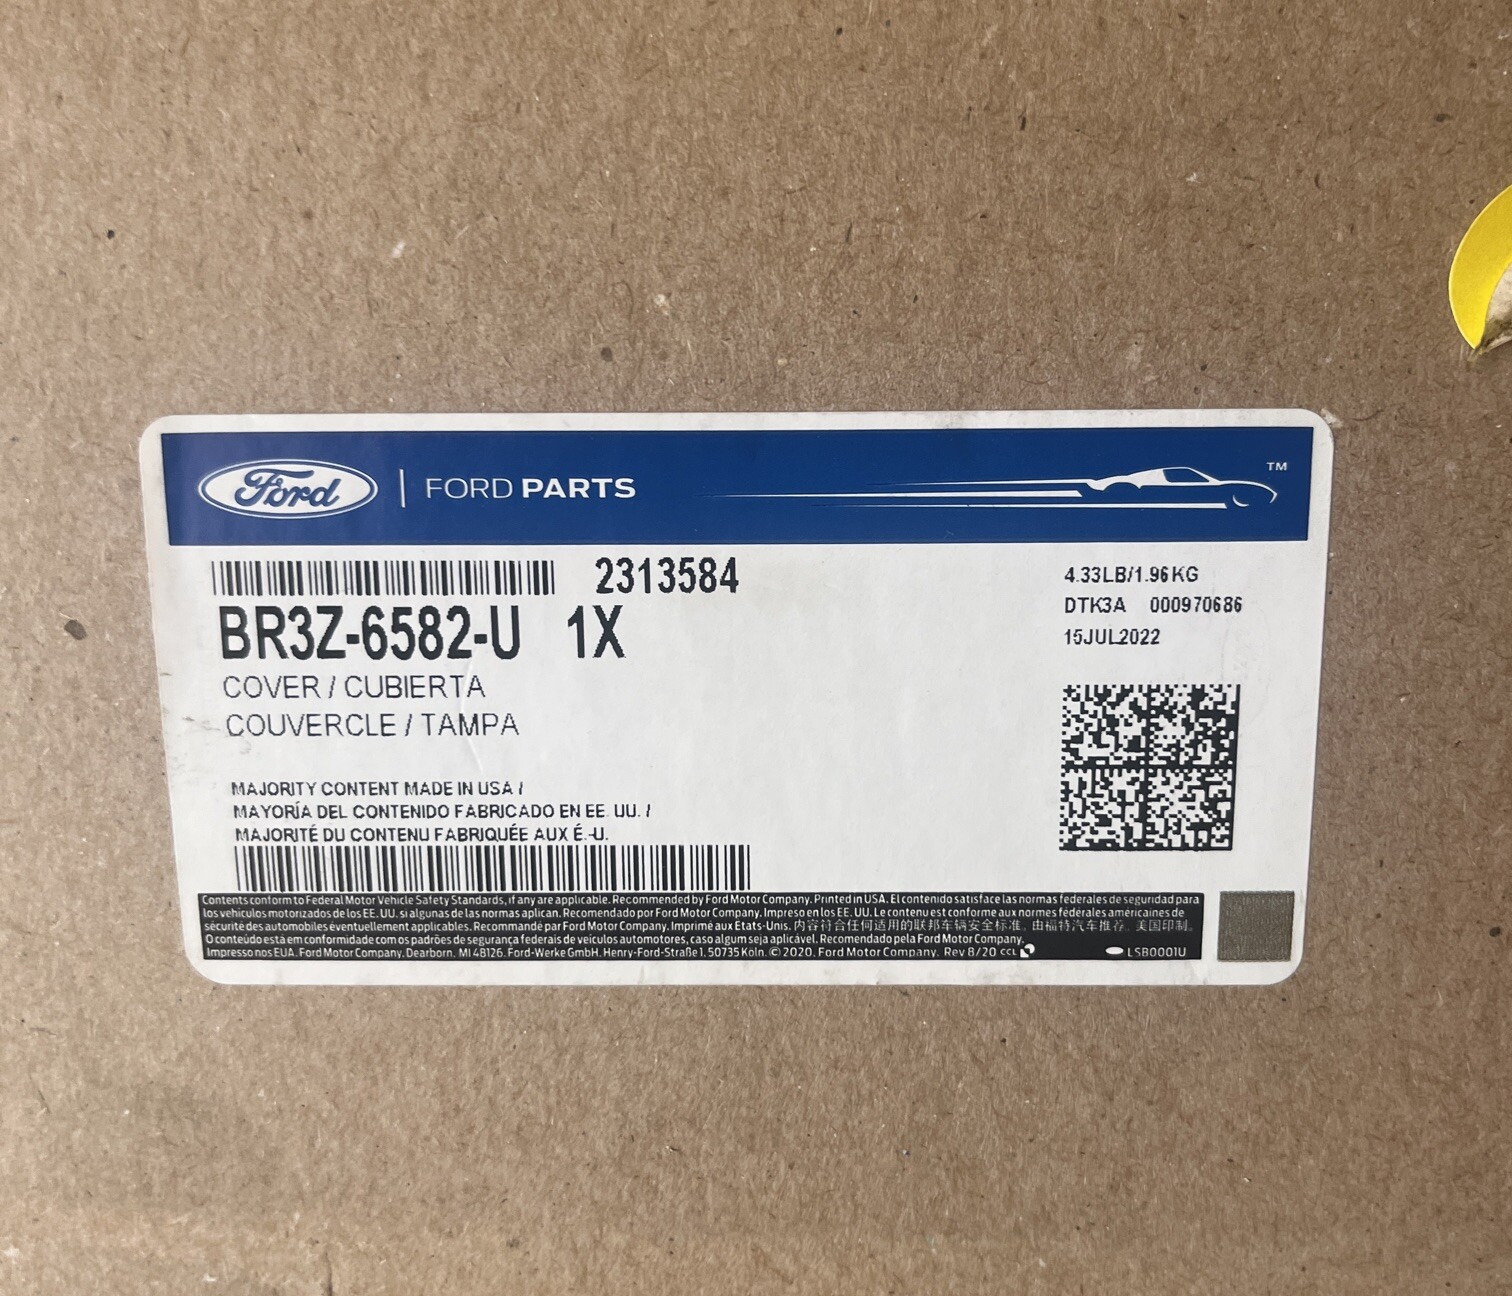 Ford | FORD PARTS
TM
2313584
BR3Z-6582-U 1X
COVER / CUBIERTA
COUVERCLE / TAMPA
4.33LB/1.96KG
DTK3A 000970686
15JUL2022
MAJORITY CONTENT MADE IN USA /
MAYORÍA DEL CONTENIDO FABRICADO EN EE. UU. /
MAJORITÉ DU CONTENU FABRIQUÉE AUX É.-U.
Contents conform to Federal Motor Vehicle Safety Standards, if any are applicable. Recommended by Ford Motor Company. Printed in USA. El contenido satisface las normas federales de seguridad para
los vehículos motorizados de los EE. UU. si algunas de las normas aplican. Recomendado por Ford Motor Company. Impreso en los EE. UU. Le contenu est conforme aux normes fédérales américaines de
sécurité des automobiles éventuellement applicables. Recommandé par Ford Motor Company. Imprimé aux Etats-Unis. 内容符合任何适用的联邦车辆安全标准。由福特汽车推荐。美国印制。
O conteúdo está em conformidade com os padrões de segurança federais de veículos automotores, caso algum seja aplicável. Recomendado pela Ford Motor Company.
Impresso nos EUA. Ford Motor Company, Dearborn, MI 48126. Ford-Werke GmbH, Henry-Ford-Straße 1, 50735 Köln. © 2020, Ford Motor Company. Rev 8/20 CCL LSB0001U